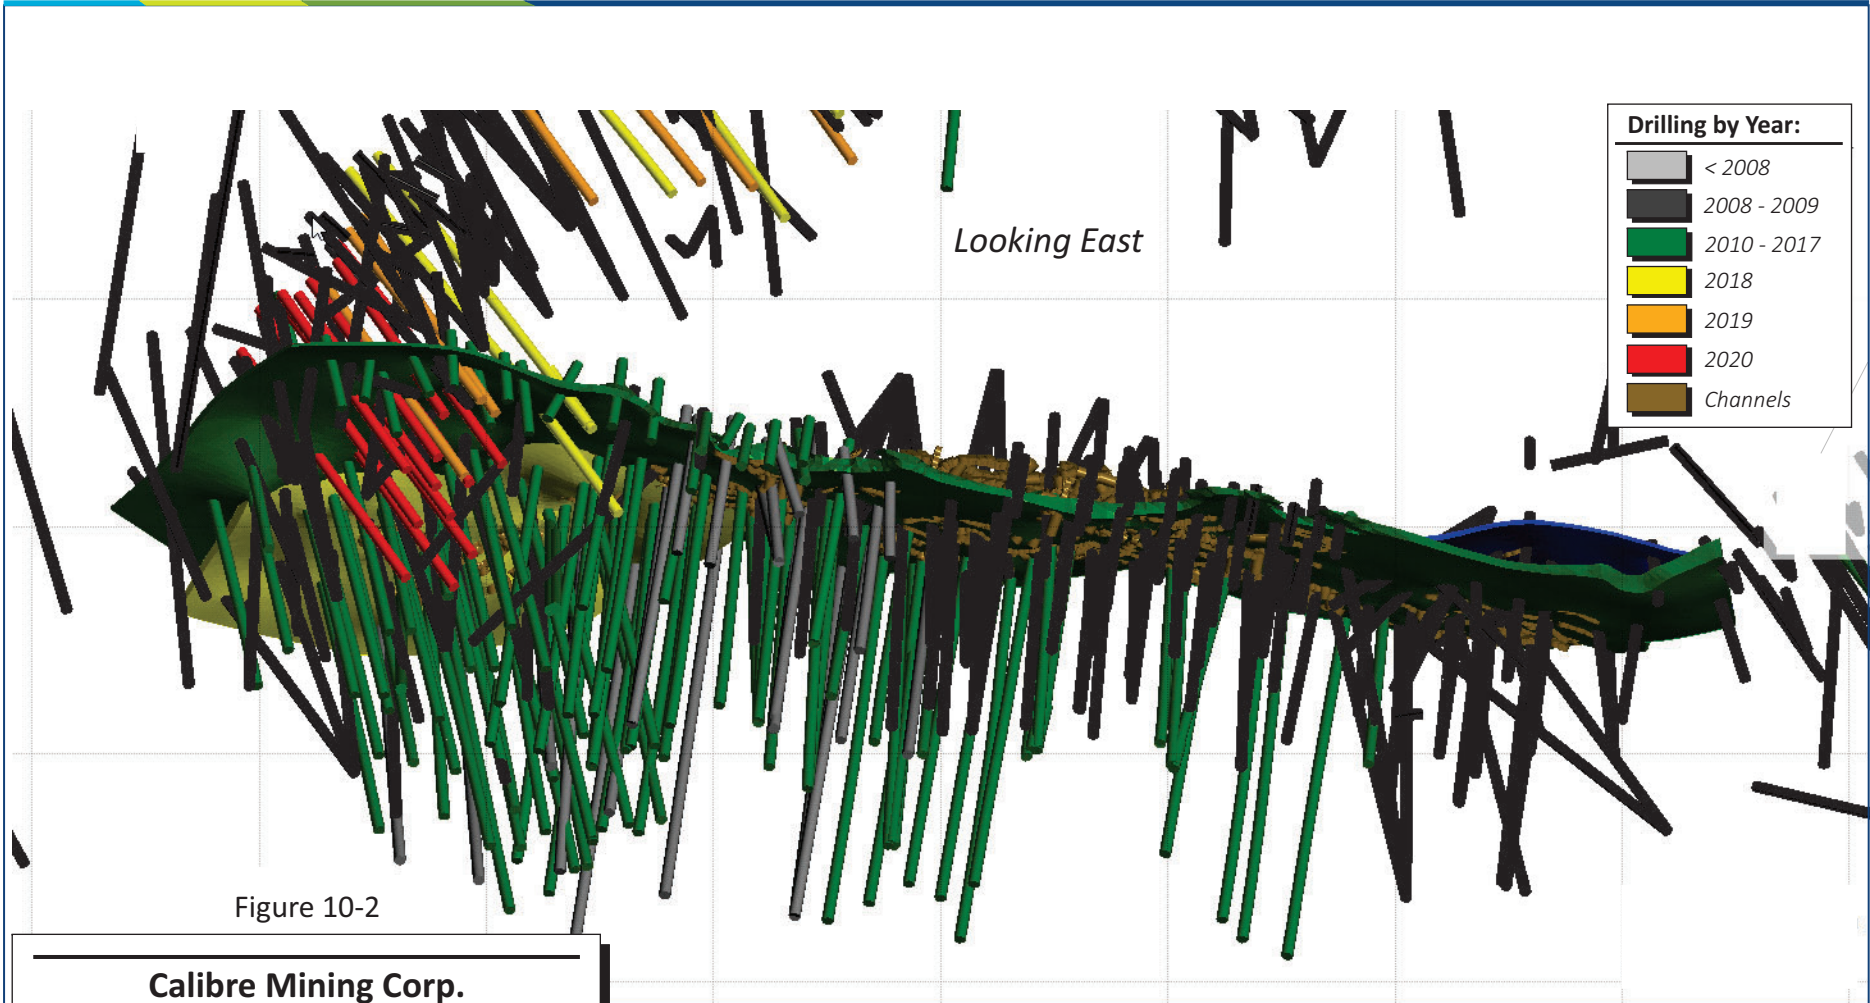 Drilling by Year:
< 2008
2008 - 2009
2010 - 2017
2018
2019
2020
Channels
Looking East
Figure 10-2
Calibre Mining Corp.